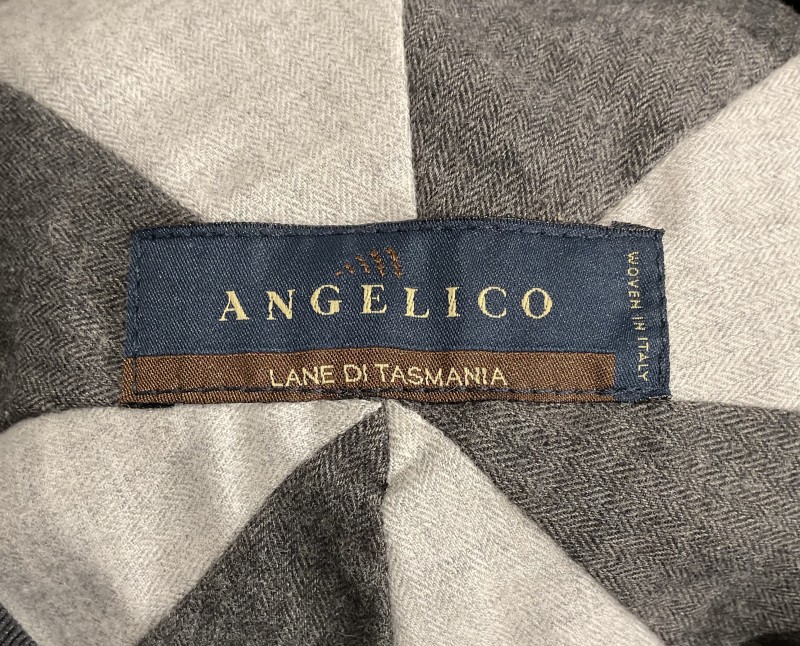 ANGELICO
LANE DI TASMANIA
WOVEN IN ITALY